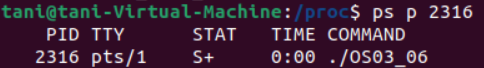 tani@tani-Virtual-Machine:/proc$ ps p 2316
PID TTY STAT TIME COMMAND
2316 pts/1 S+ 0:00 ./OS03_06